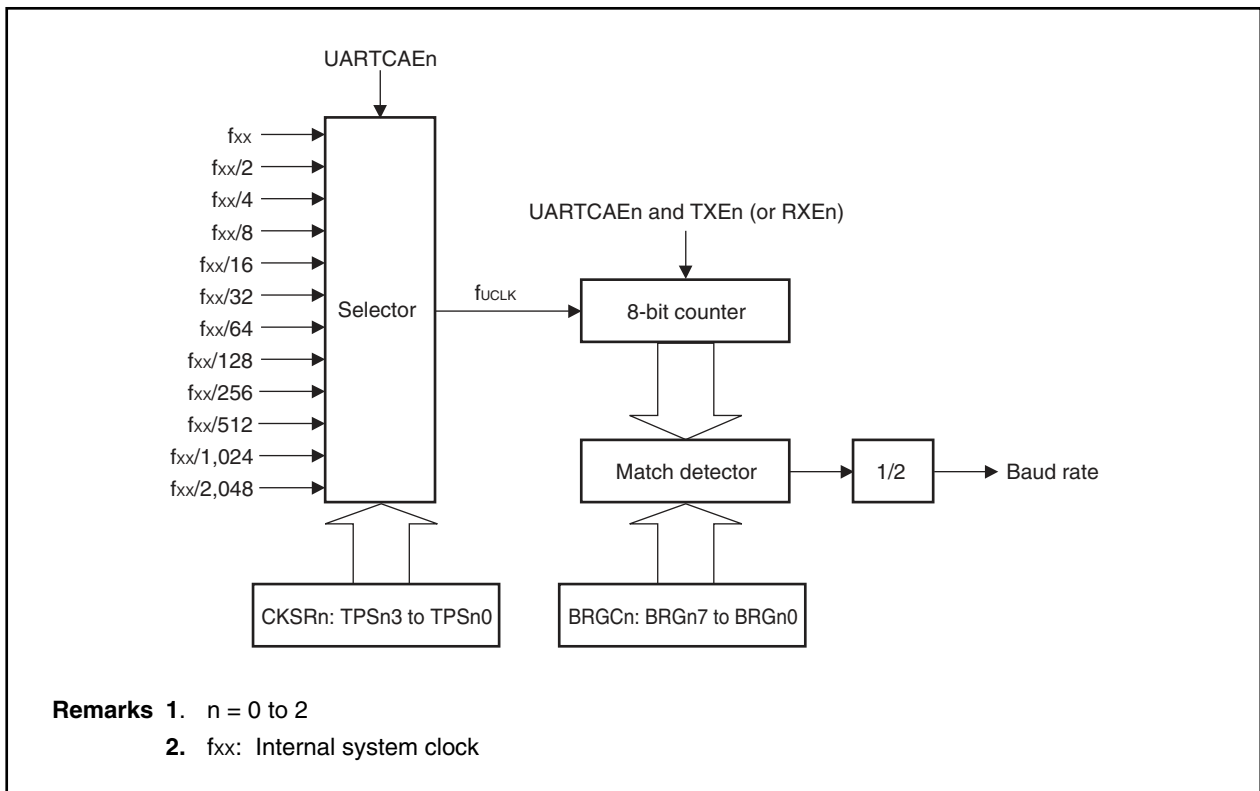 UARTCAEn
fxx
fxx/2
fxx/4
fxx/8
fxx/16
fxx/32
fxx/64
fxx/128
fxx/256
fxx/512
fxx/1,024
fxx/2,048
Selector
fUCLK
UARTCAEn and TXEn (or RXEn)
8-bit counter
Match detector
1/2
Baud rate
CKSRn: TPSn3 to TPSn0
BRGCn: BRGn7 to BRGn0
Remarks 1. n = 0 to 2
2. fxx: Internal system clock